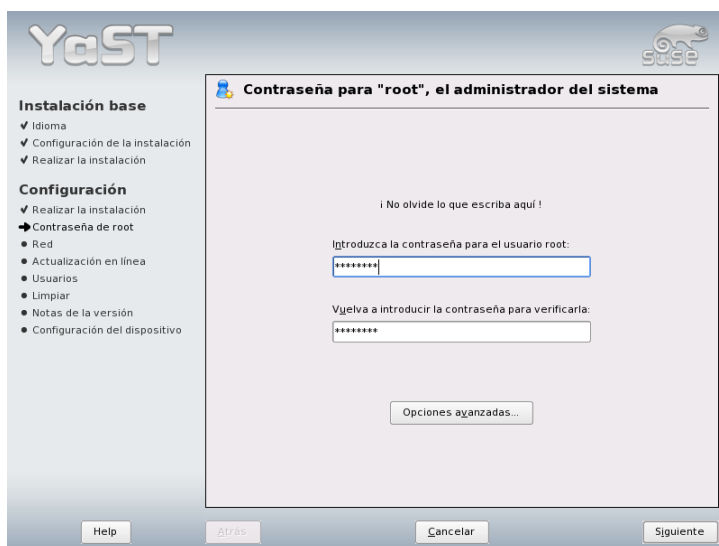 YaST
SUSE
Instalación base
Idioma
Configuración de la instalación
Realizar la instalación
Configuración
Realizar la instalación
Contraseña de root
Red
Actualización en línea
Usuarios
Limpiar
Notas de la versión
Configuración del dispositivo
Contraseña para "root", el administrador del sistema
¡ No olvide lo que escriba aquí !
Introduzca la contraseña para el usuario root:
********
Vuelva a introducir la contraseña para verificarla:
********
Opciones avanzadas...
Help
Atrás
Cancelar
Siguiente